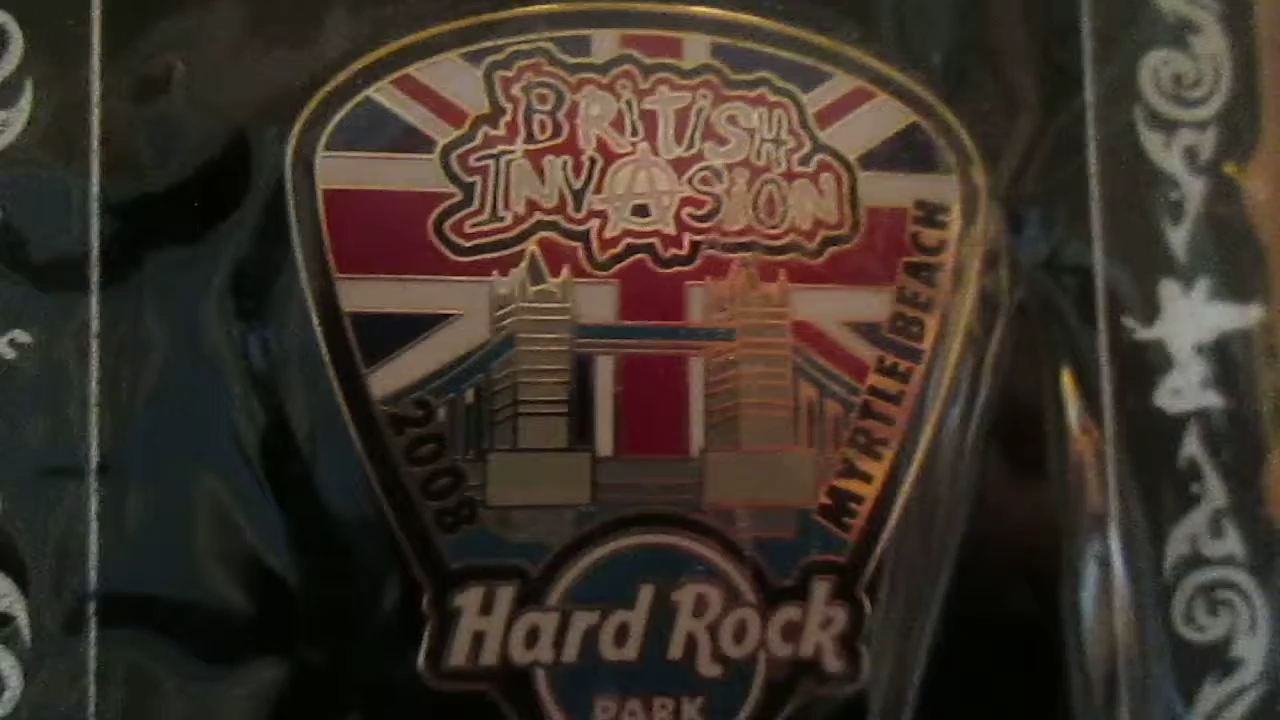 BRiTiSH
INVASiON
2008
MYRTLE BEACH
Hard Rock
PARK